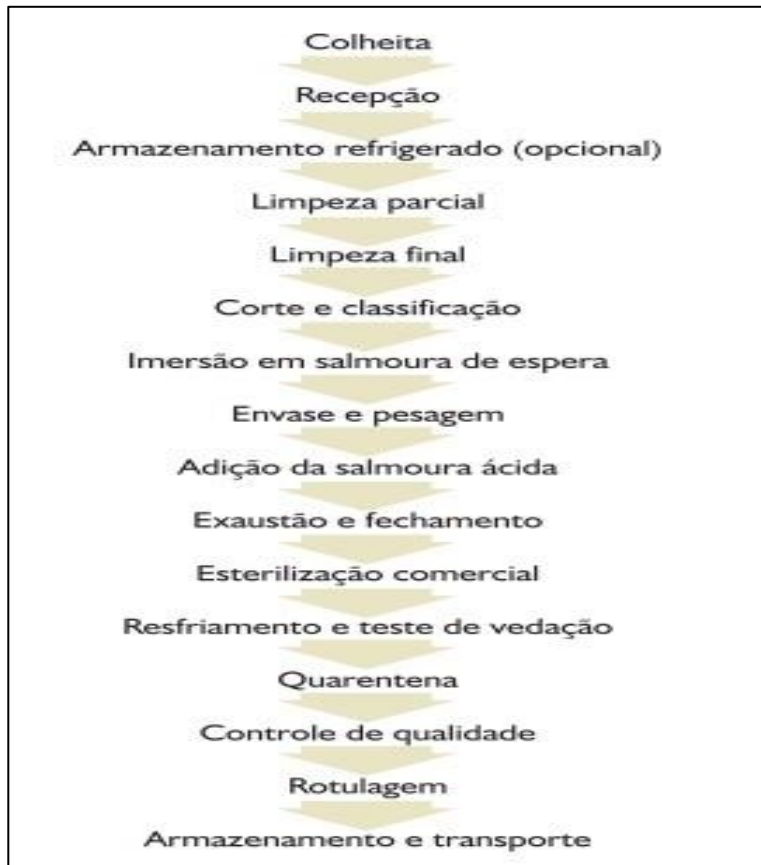 Colheita
Recepção
Armazenamento refrigerado (opcional)
Limpeza parcial
Limpeza final
Corte e classificação
Imersão em salmoura de espera
Envase e pesagem
Adição da salmoura ácida
Exaustão e fechamento
Esterilização comercial
Resfriamento e teste de vedação
Quarentena
Controle de qualidade
Rotulagem
Armazenamento e transporte